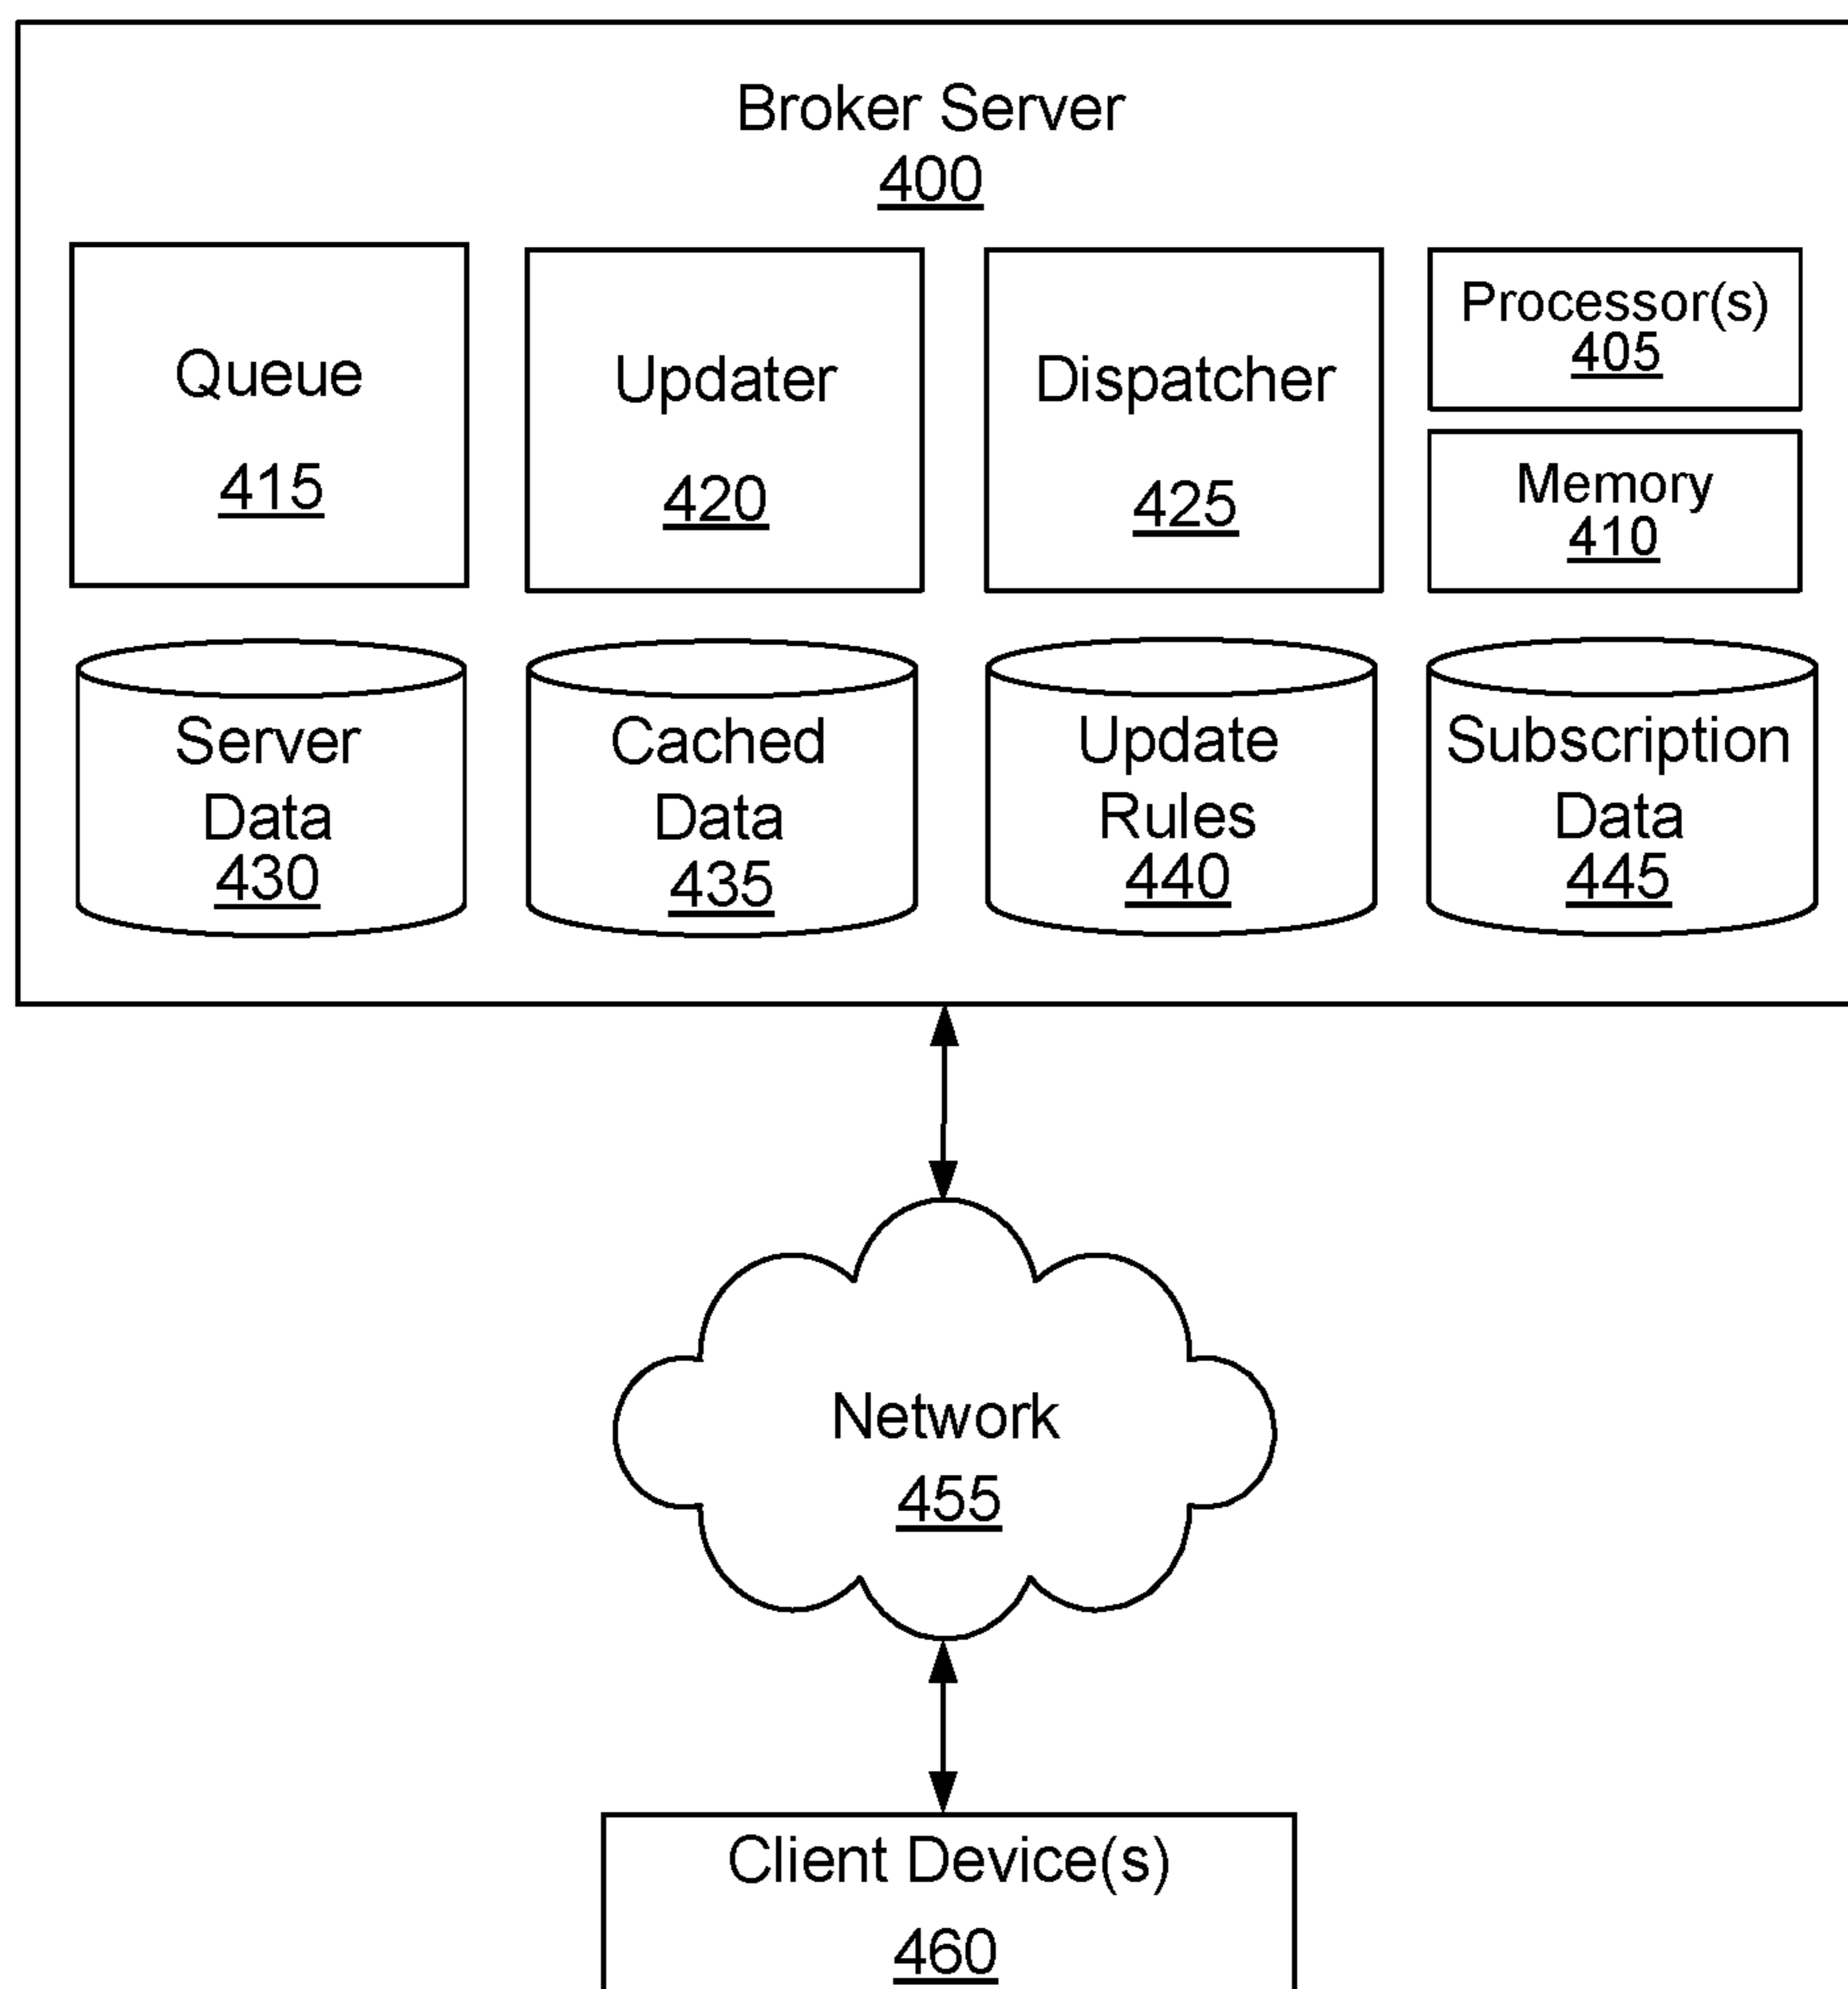 Broker Server
400
Queue
415
Updater
420
Dispatcher
425
Processor(s)
405
Memory
410
Server
Data
430
Cached
Data
435
Update
Rules
440
Subscription
Data
445
Network
455
Client Device(s)
460